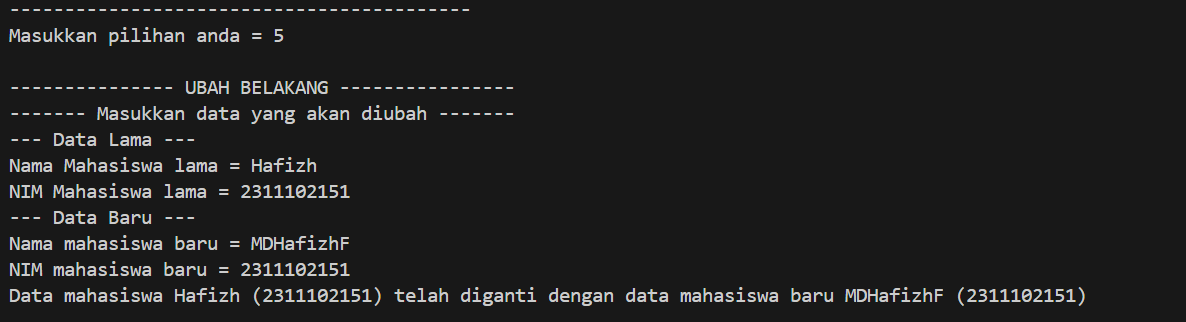 ------------------------------------------
Masukkan pilihan anda = 5
--------------- UBAH BELAKANG ----------------
------- Masukkan data yang akan diubah -------
--- Data Lama ---
Nama Mahasiswa lama = Hafizh
NIM Mahasiswa lama = 2311102151
--- Data Baru ---
Nama mahasiswa baru = MDHafizhF
NIM mahasiswa baru = 2311102151
Data mahasiswa Hafizh (2311102151) telah diganti dengan data mahasiswa baru MDHafizhF (2311102151)